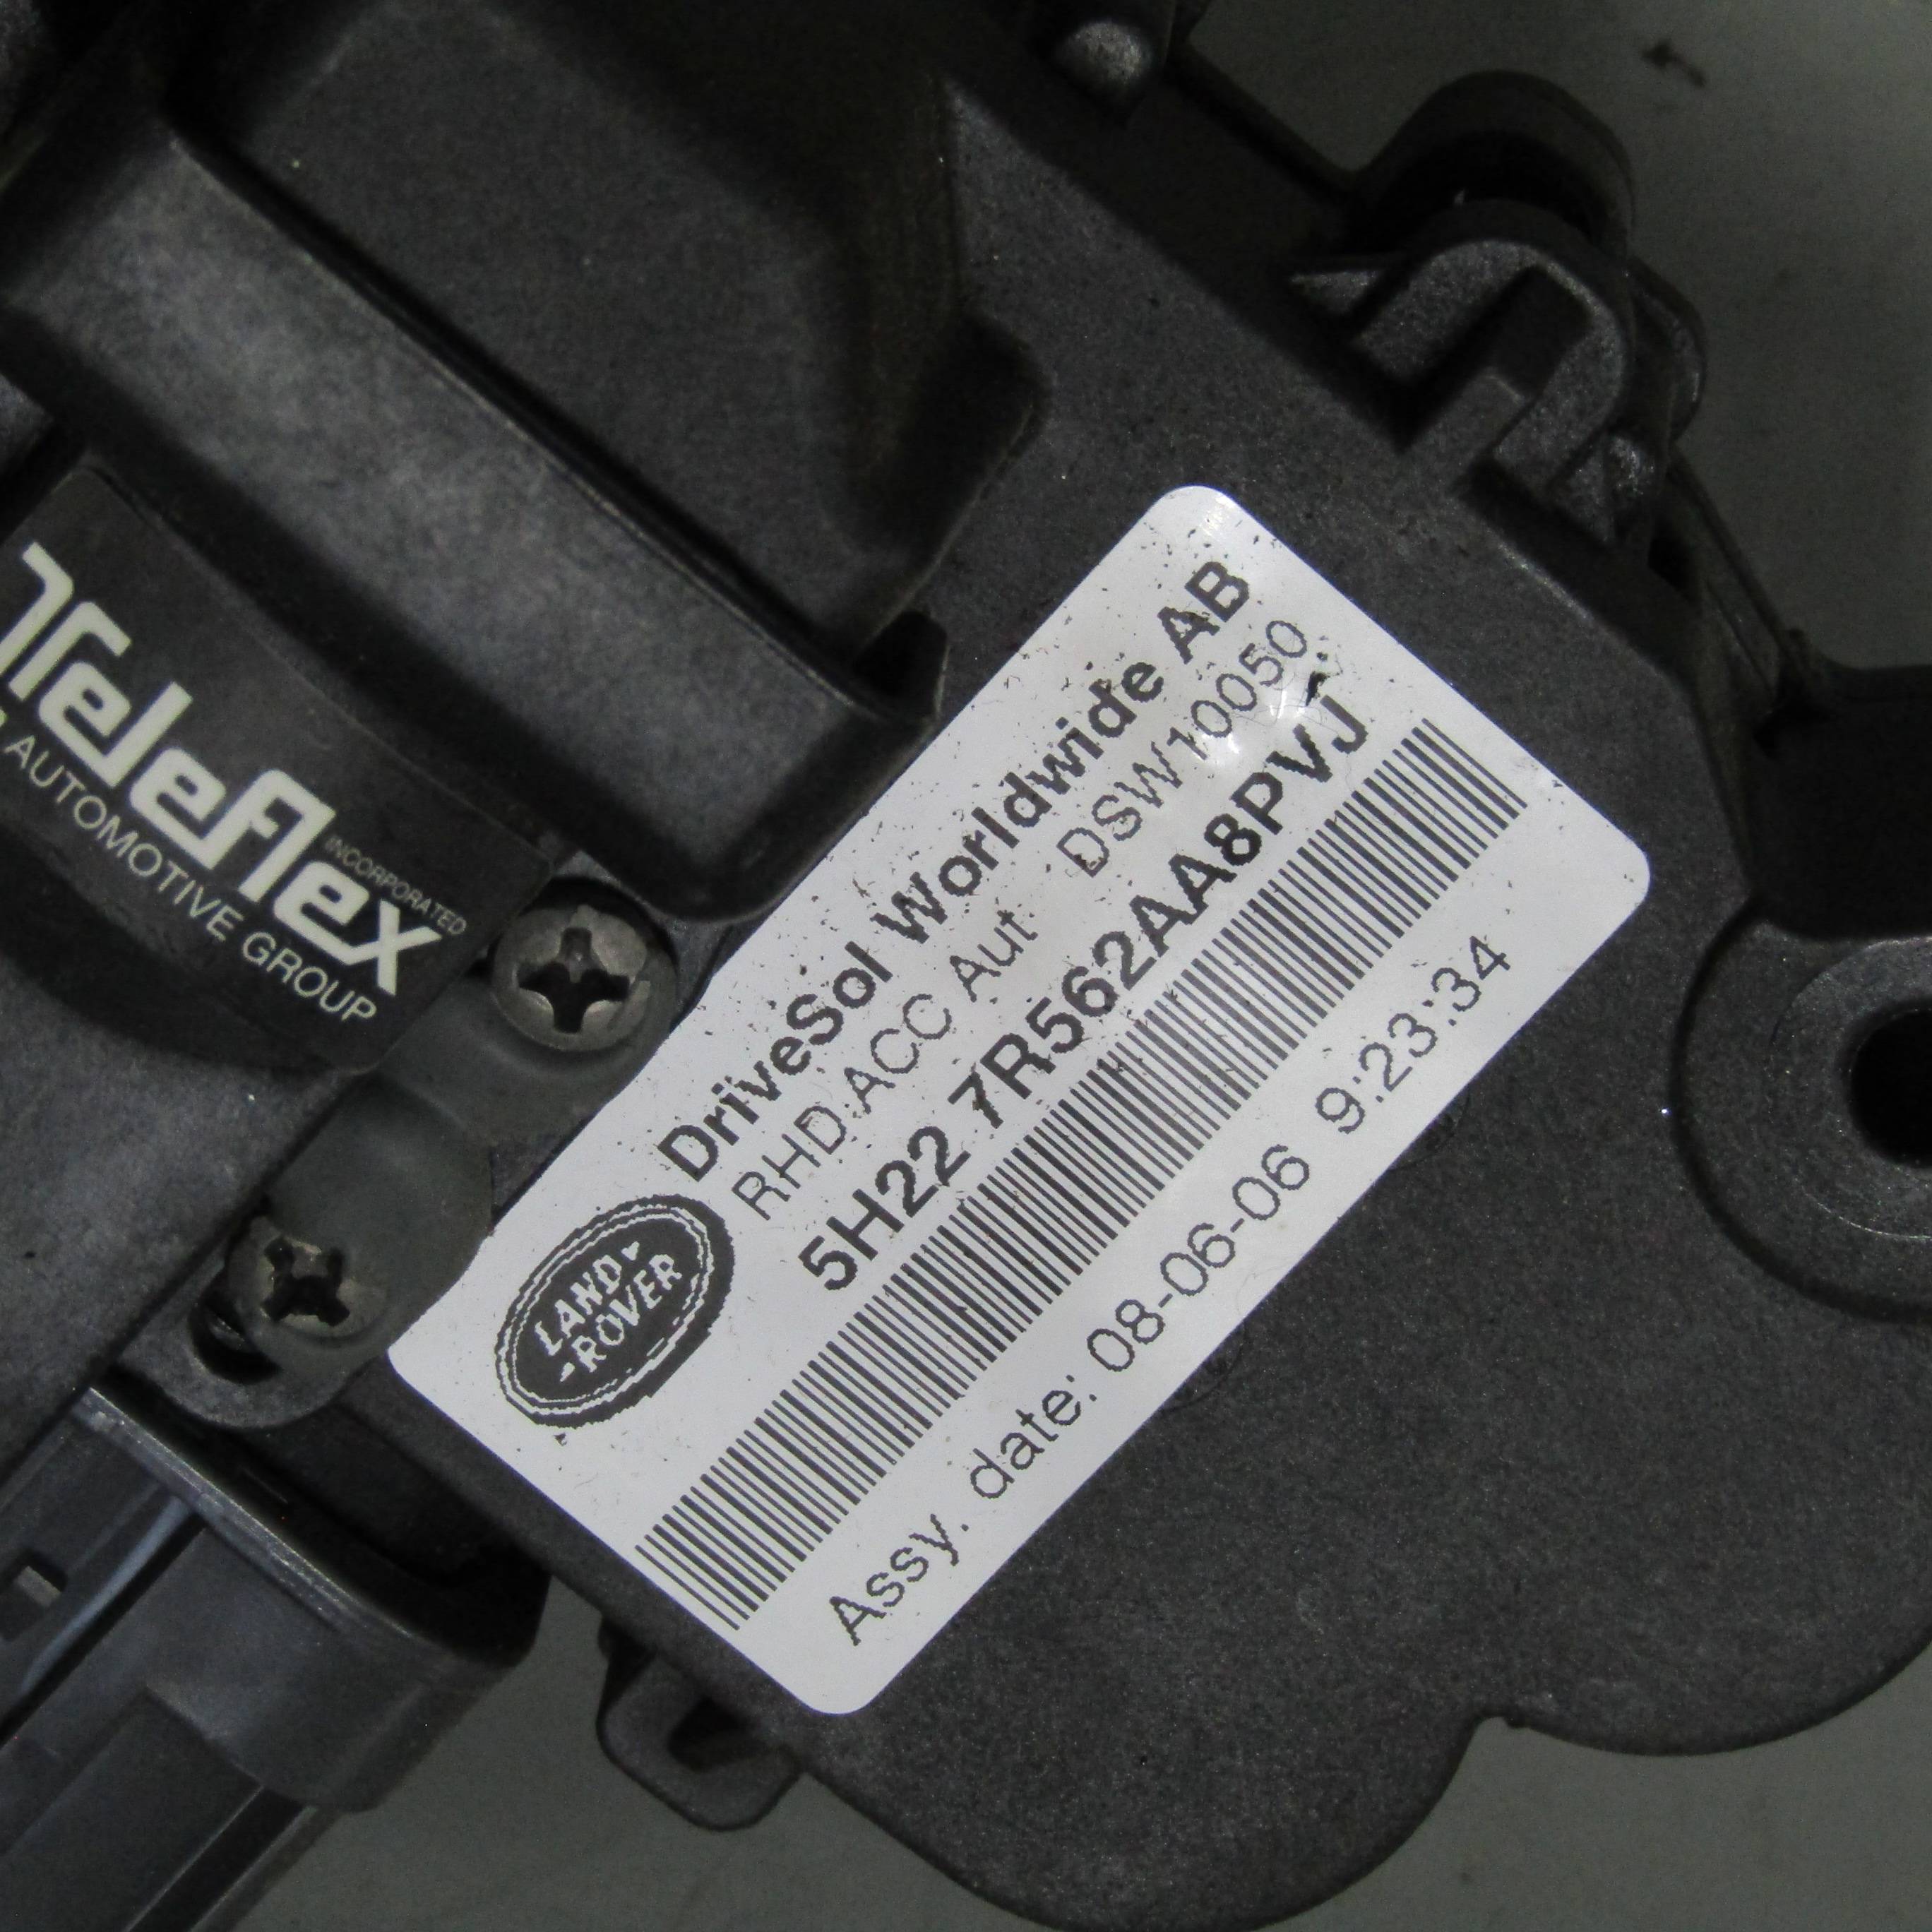 Teleflex
INCORPORATED
AUTOMOTIVE GROUP
DriveSol Worldwide AB
RHD ACC Aut DSW10050
5H22 7R562AA8PVJ
LAND
-ROVER
Assy. date: 08-06-06 9:23:34